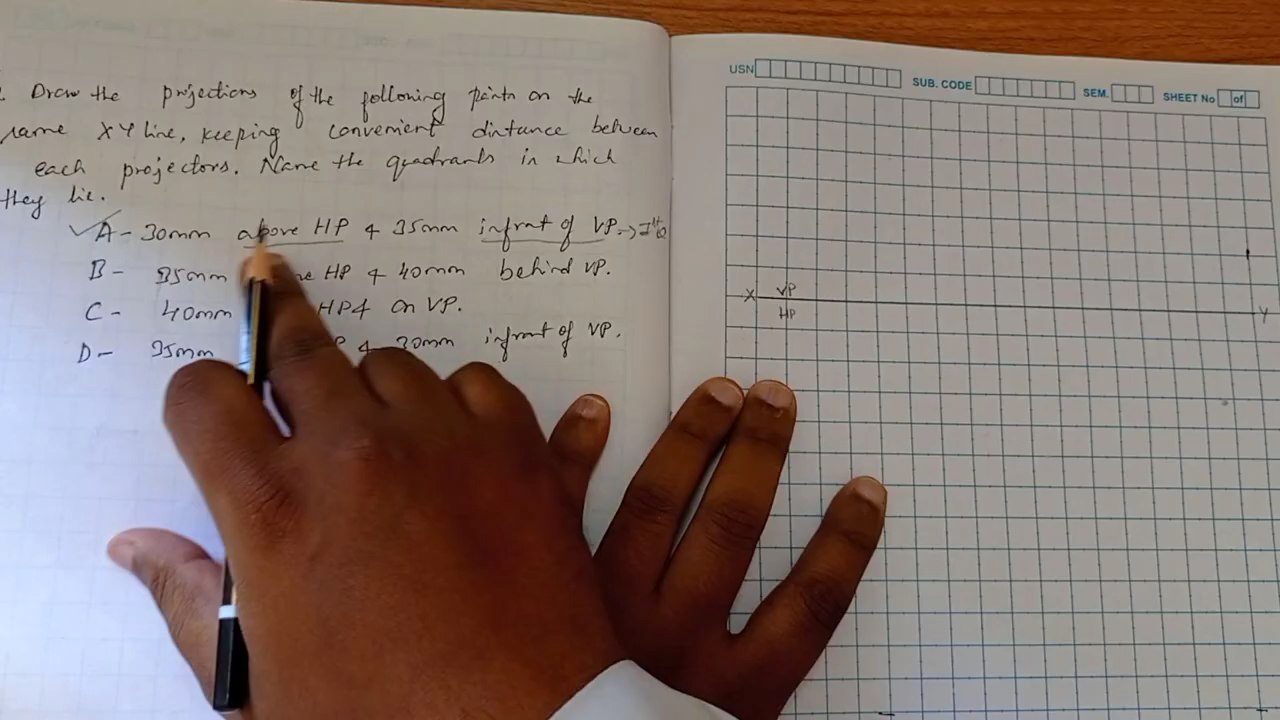 Draw the projections of the following points on the
same XY line, keeping convenient distance between
each projectors. Name the quadrants in which
they lie.
A - 30mm above HP & 35mm infront of VP. →
B - 35mm HP & 40mm behind VP.
C - 40mm HP & on VP.
D - 35mm & 30mm infront of VP.
USN SUB. CODE SEM. SHEET No of
X VP
HP Y